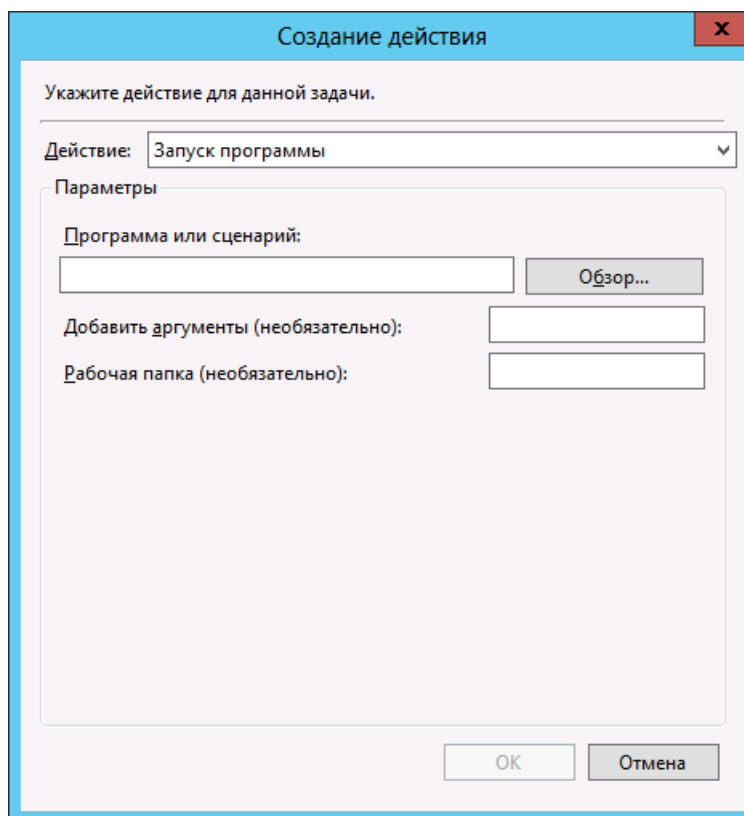 Создание действия
x
Укажите действие для данной задачи.
Действие: Запуск программы
Параметры
Программа или сценарий:
Обзор...
Добавить аргументы (необязательно):
Рабочая папка (необязательно):
ОК Отмена